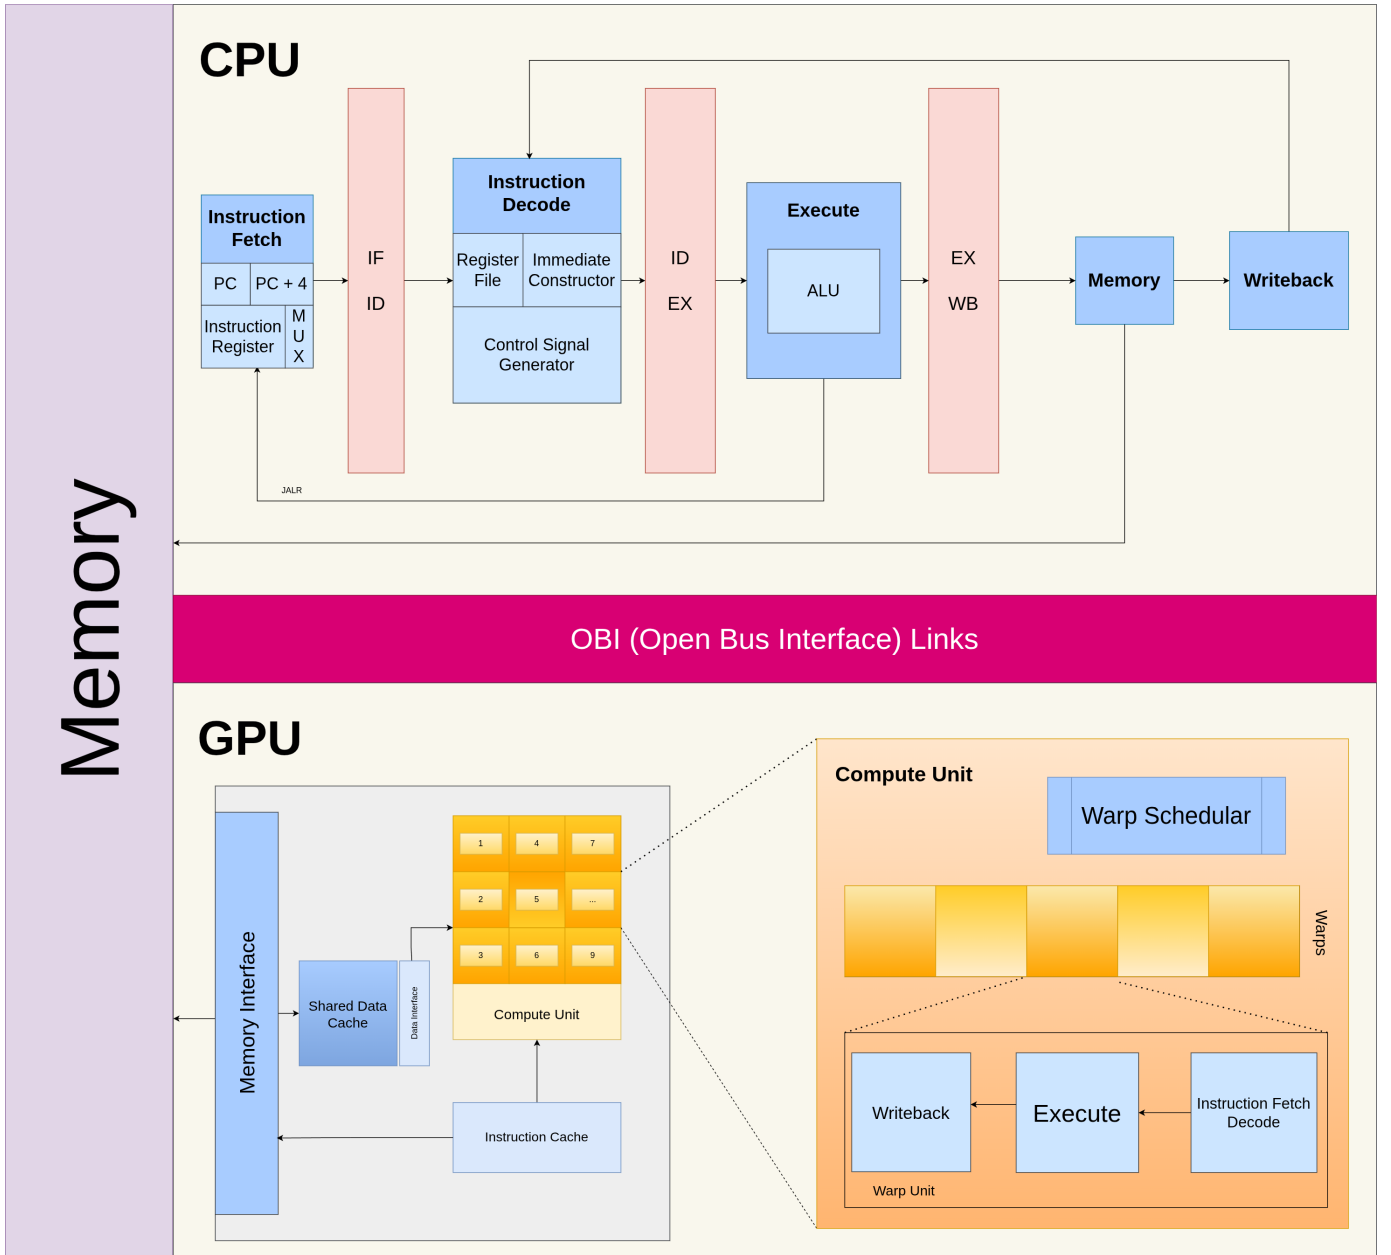 Memory
CPU
Instruction
Fetch
PC
PC + 4
Instruction
Register
M
U
X
IF
ID
Instruction
Decode
Register
File
Immediate
Constructor
Control Signal
Generator
ID
EX
Execute
ALU
EX
WB
Memory
Writeback
JALR
OBI (Open Bus Interface) Links
GPU
Memory Interface
Shared Data
Cache
Data Interface
1
4
7
2
5
...
3
6
9
Compute Unit
Instruction Cache
Compute Unit
Warp Schedular
Warps
Writeback
Execute
Instruction Fetch
Decode
Warp Unit